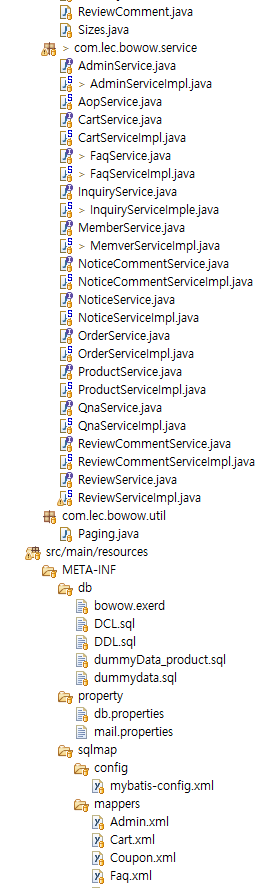 ReviewComment.java
Sizes.java
> com.lec.bowow.service
AdminService.java
> AdminServiceImpl.java
AopService.java
CartService.java
CartServiceImpl.java
> FaqService.java
> FaqServiceImpl.java
InquiryService.java
> InquiryServiceImple.java
MemberService.java
> MemverServiceImpl.java
NoticeCommentService.java
NoticeCommentServiceImpl.java
NoticeService.java
NoticeServiceImpl.java
OrderService.java
OrderServiceImpl.java
ProductService.java
ProductServiceImpl.java
QnaService.java
QnaServiceImpl.java
ReviewCommentService.java
ReviewCommentServiceImpl.java
ReviewService.java
ReviewServiceImpl.java
com.lec.bowow.util
Paging.java
src/main/resources
META-INF
db
bowow.exerd
DCL.sql
DDL.sql
dummyData_product.sql
dummydata.sql
property
db.properties
mail.properties
sqlmap
config
mybatis-config.xml
mappers
Admin.xml
Cart.xml
Coupon.xml
Faq.xml